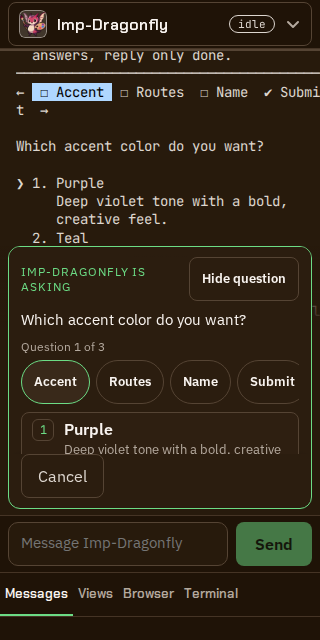 Imp-Dragonfly
idle
answers, reply only done.
← ☐ Accent ☐ Routes ☐ Name ✔ Submi
t →
Which accent color do you want?
❯ 1. Purple
Deep violet tone with a bold,
creative feel.
2. Teal
IMP-DRAGONFLY IS
ASKING
Hide question
Which accent color do you want?
Question 1 of 3
Accent Routes Name Submit
1 Purple
Deep violet tone with a bold, creative
Cancel
Message Imp-Dragonfly
Send
Messages Views Browser Terminal